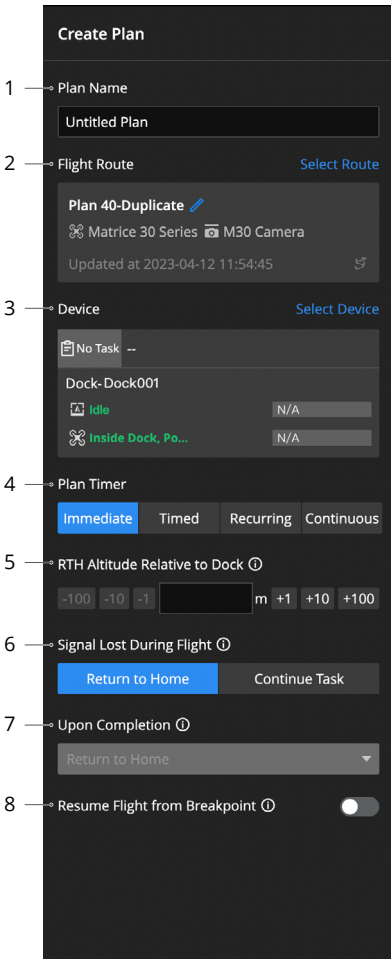 Create Plan
1 Plan Name
Untitled Plan
2 Flight Route Select Route
Plan 40-Duplicate
Matrice 30 Series M30 Camera
Updated at 2023-04-12 11:54:45
3 Device Select Device
No Task --
Dock-Dock001
Idle N/A
Inside Dock, Po... N/A
4 Plan Timer
Immediate Timed Recurring Continuous
5 RTH Altitude Relative to Dock
-100 -10 -1 m +1 +10 +100
6 Signal Lost During Flight
Return to Home Continue Task
7 Upon Completion
Return to Home
8 Resume Flight from Breakpoint